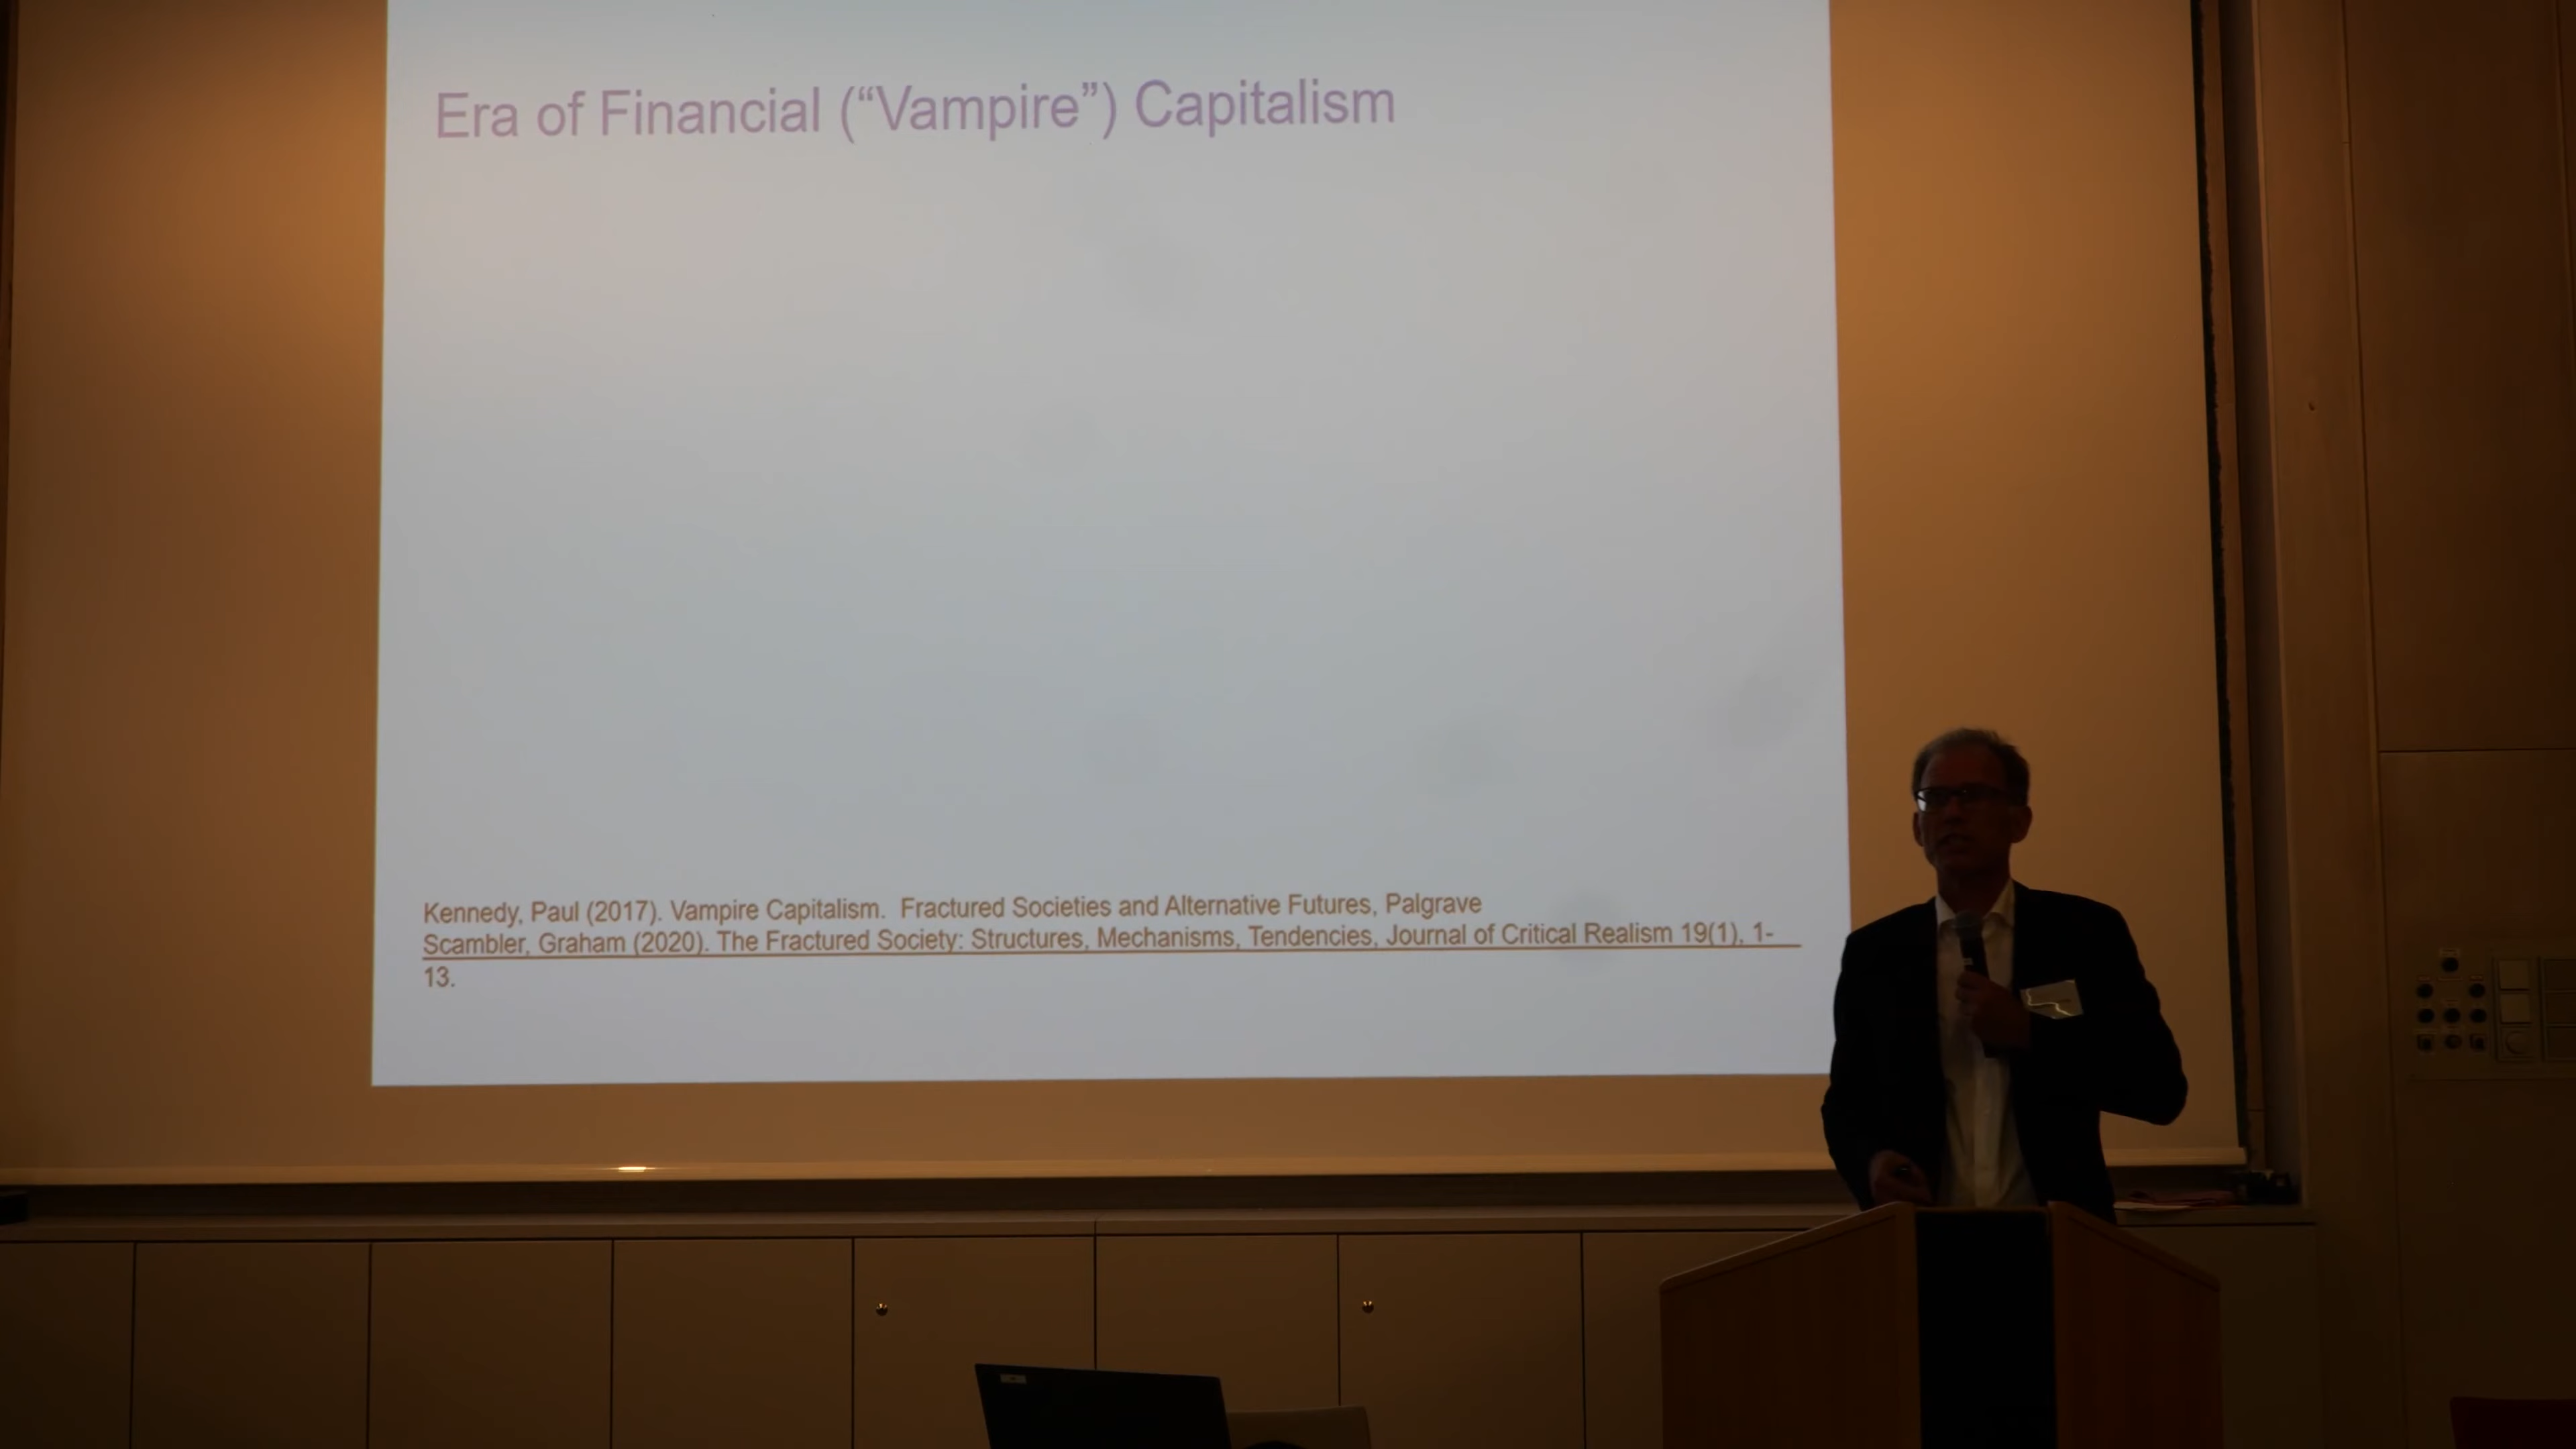 Era of Financial (“Vampire”) Capitalism
Kennedy, Paul (2017). Vampire Capitalism.  Fractured Societies and Alternative Futures, Palgrave
Scambler, Graham (2020). The Fractured Society: Structures, Mechanisms, Tendencies, Journal of Critical Realism 19(1), 1-
13.